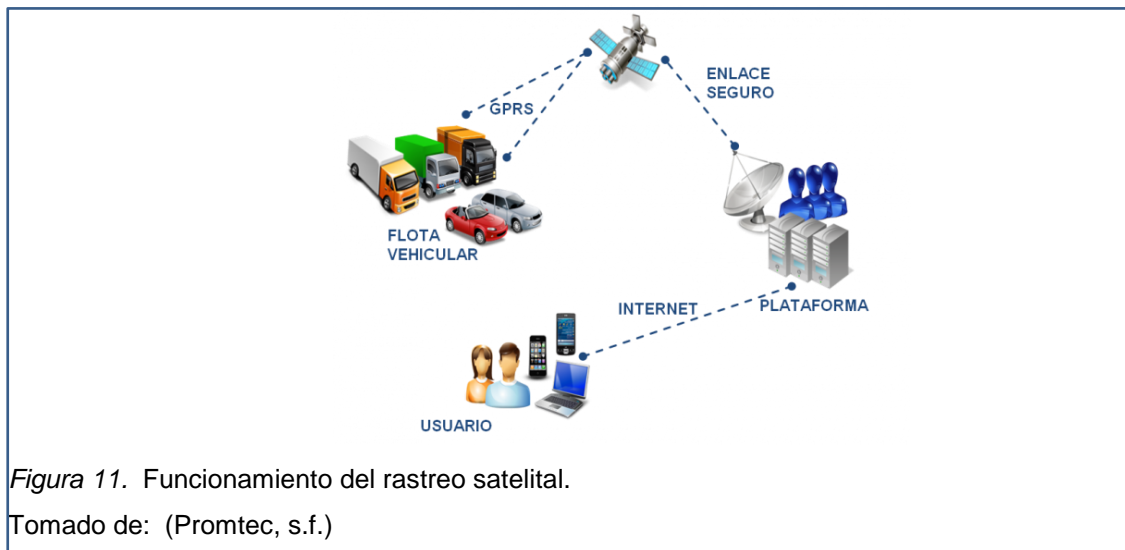 ENLACE
SEGURO
GPRS
FLOTA
VEHICULAR
INTERNET
PLATAFORMA
USUARIO
Figura 11. Funcionamiento del rastreo satelital.
Tomado de: (Promtec, s.f.)